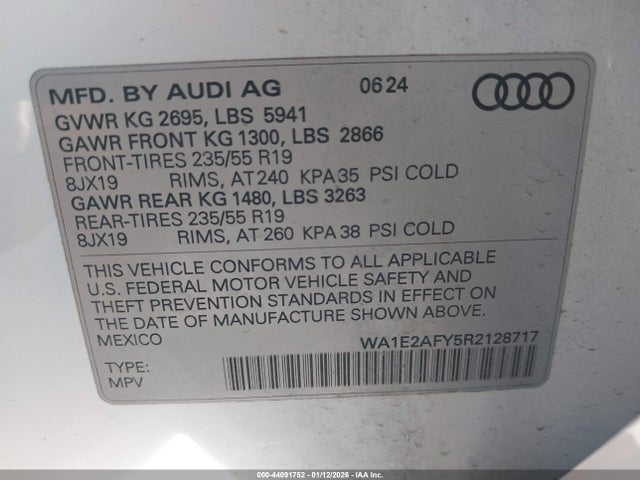 MFD. BY AUDI AG 0624
GVWR KG 2695, LBS 5941
GAWR FRONT KG 1300, LBS 2866
FRONT-TIRES 235/55 R19
8JX19 RIMS, AT 240 KPA 35 PSI COLD
GAWR REAR KG 1480, LBS 3263
REAR-TIRES 235/55 R19
8JX19 RIMS, AT 260 KPA 38 PSI COLD
THIS VEHICLE CONFORMS TO ALL APPLICABLE
U.S. FEDERAL MOTOR VEHICLE SAFETY AND
THEFT PREVENTION STANDARDS IN EFFECT ON
THE DATE OF MANUFACTURE SHOWN ABOVE.
MEXICO WA1E2AFY5R2128717
TYPE:
MPV
000-44091752 - 01/12/2026 - © IAA Inc.